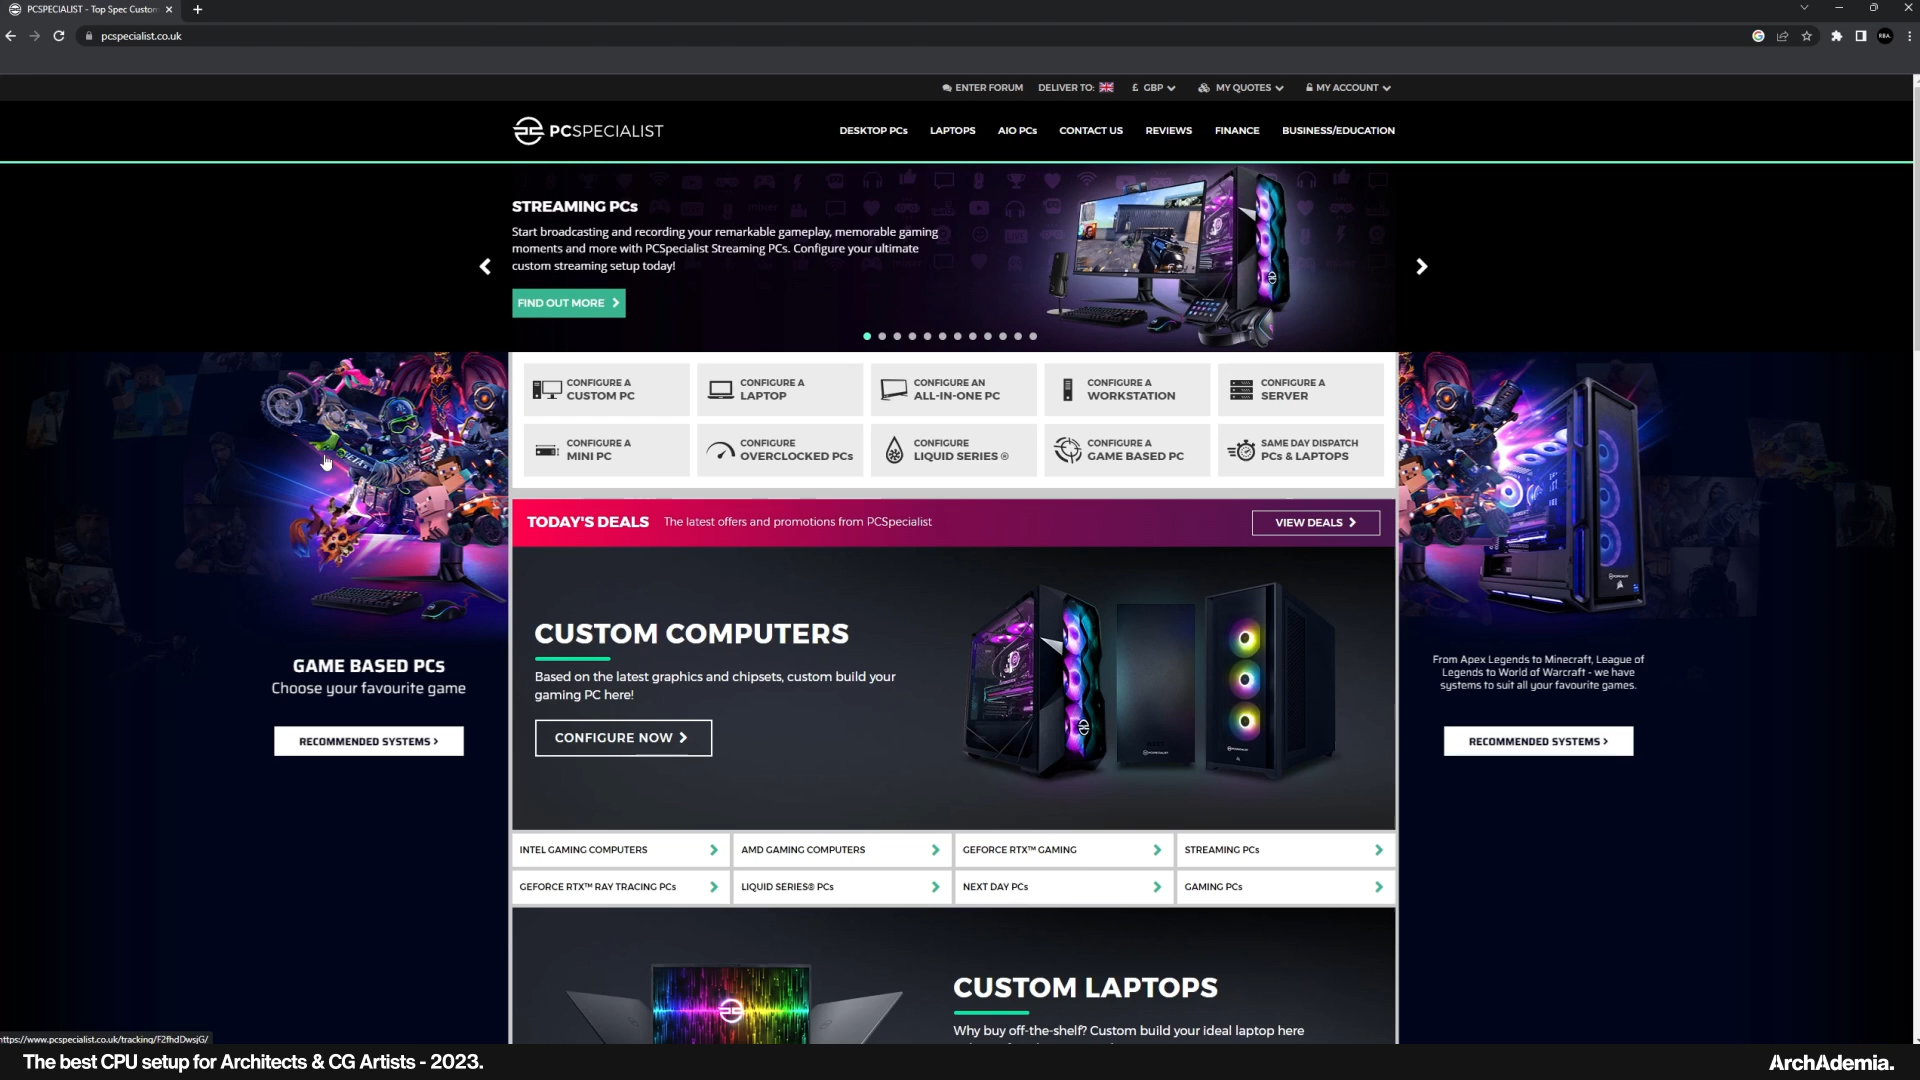 PCSPECIALIST - Top Spec Custom
pcspecialist.co.uk
RBA.
ENTER FORUM
DELIVER TO:
£ GBP
MY QUOTES
MY ACCOUNT
PCSPECIALIST
DESKTOP PCs
LAPTOPS
AIO PCs
CONTACT US
REVIEWS
FINANCE
BUSINESS/EDUCATION
STREAMING PCs
Start broadcasting and recording your remarkable gameplay, memorable gaming
moments and more with PCSpecialist Streaming PCs. Configure your ultimate
custom streaming setup today!
FIND OUT MORE
CONFIGURE A
CUSTOM PC
CONFIGURE A
LAPTOP
CONFIGURE AN
ALL-IN-ONE PC
CONFIGURE A
WORKSTATION
CONFIGURE A
SERVER
CONFIGURE A
MINI PC
CONFIGURE
OVERCLOCKED PCs
CONFIGURE
LIQUID SERIES ®
CONFIGURE A
GAME BASED PC
SAME DAY DISPATCH
PCs & LAPTOPS
TODAY'S DEALS
The latest offers and promotions from PCSpecialist
VIEW DEALS
CUSTOM COMPUTERS
Based on the latest graphics and chipsets, custom build your
gaming PC here!
CONFIGURE NOW
GAME BASED PCs
Choose your favourite game
RECOMMENDED SYSTEMS >
From Apex Legends to Minecraft, League of
Legends to World of Warcraft - we have
systems to suit all your favourite games.
RECOMMENDED SYSTEMS >
INTEL GAMING COMPUTERS
AMD GAMING COMPUTERS
GEFORCE RTX™ GAMING
STREAMING PCs
GEFORCE RTX™ RAY TRACING PCs
LIQUID SERIES® PCs
NEXT DAY PCs
GAMING PCs
CUSTOM LAPTOPS
Why buy off-the-shelf? Custom build your ideal laptop here
https://www.pcspecialist.co.uk/tracking/F2fhdDwsjG/
The best CPU setup for Architects & CG Artists - 2023.
ArchAdemia.